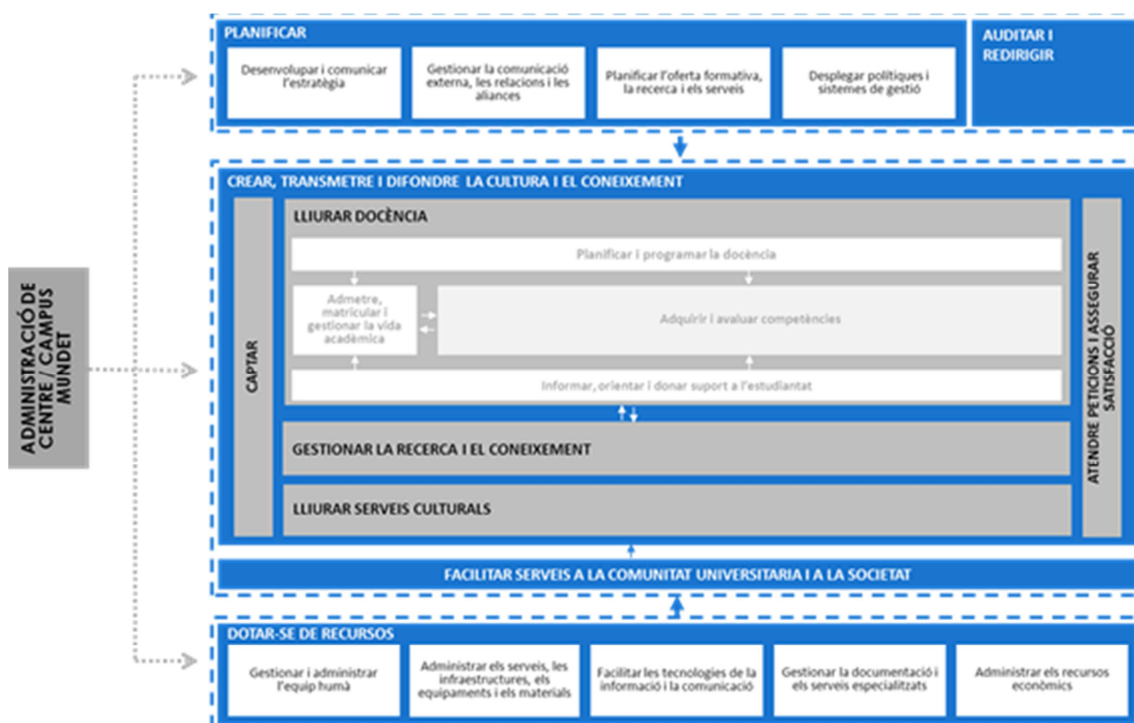 PLANIFICAR
AUDITAR I
REDIRIGIR
Desenvolupar i comunicar
l'estratègia
Gestionar la comunicació
externa, les relacions i les
aliances
Planificar l'oferta formativa,
la recerca i els serveis
Desplegar polítiques i
sistemes de gestió
ADMINISTRACIÓ DE
CENTRE / CAMPUS
MUNDET
CREAR, TRANSMETRE I DIFONDRE LA CULTURA I EL CONEIXEMENT
CAPTAR
LLIURAR DOCÈNCIA
Planificar i programar la docència
Admetre,
matricular i
gestionar la vida
acadèmica
Adquirir i avaluar competències
Informar, orientar i donar suport a l'estudiantat
GESTIONAR LA RECERCA I EL CONEIXEMENT
LLIURAR SERVEIS CULTURALS
ATENDRE PETICIONS I ASSEGURAR
SATISFACCIÓ
FACILITAR SERVEIS A LA COMUNITAT UNIVERSITARIA I A LA SOCIETAT
DOTAR-SE DE RECURSOS
Gestionar i administrar
l'equip humà
Administrar els serveis, les
infraestructures, els
equipaments i els materials
Facilitar les tecnologies de la
informació i la comunicació
Gestionar la documentació i
els serveis especialitzats
Administrar els recursos
econòmics